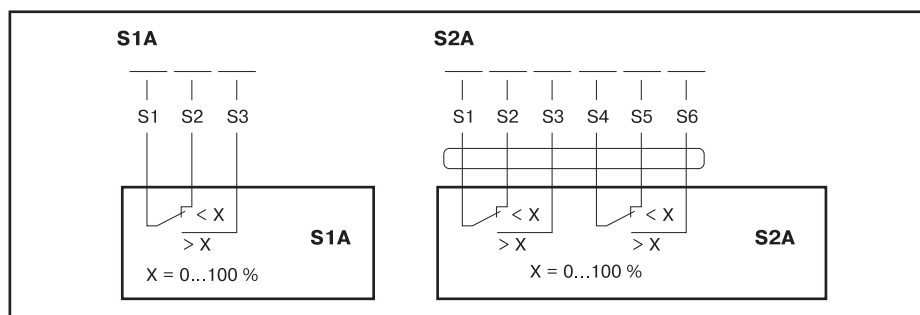 S1A
S2A
S1 S2 S3
S1 S2 S3 S4 S5 S6
< X
> X
S1A
X = 0...100 %
< X
> X
< X
> X
S2A
X = 0...100 %